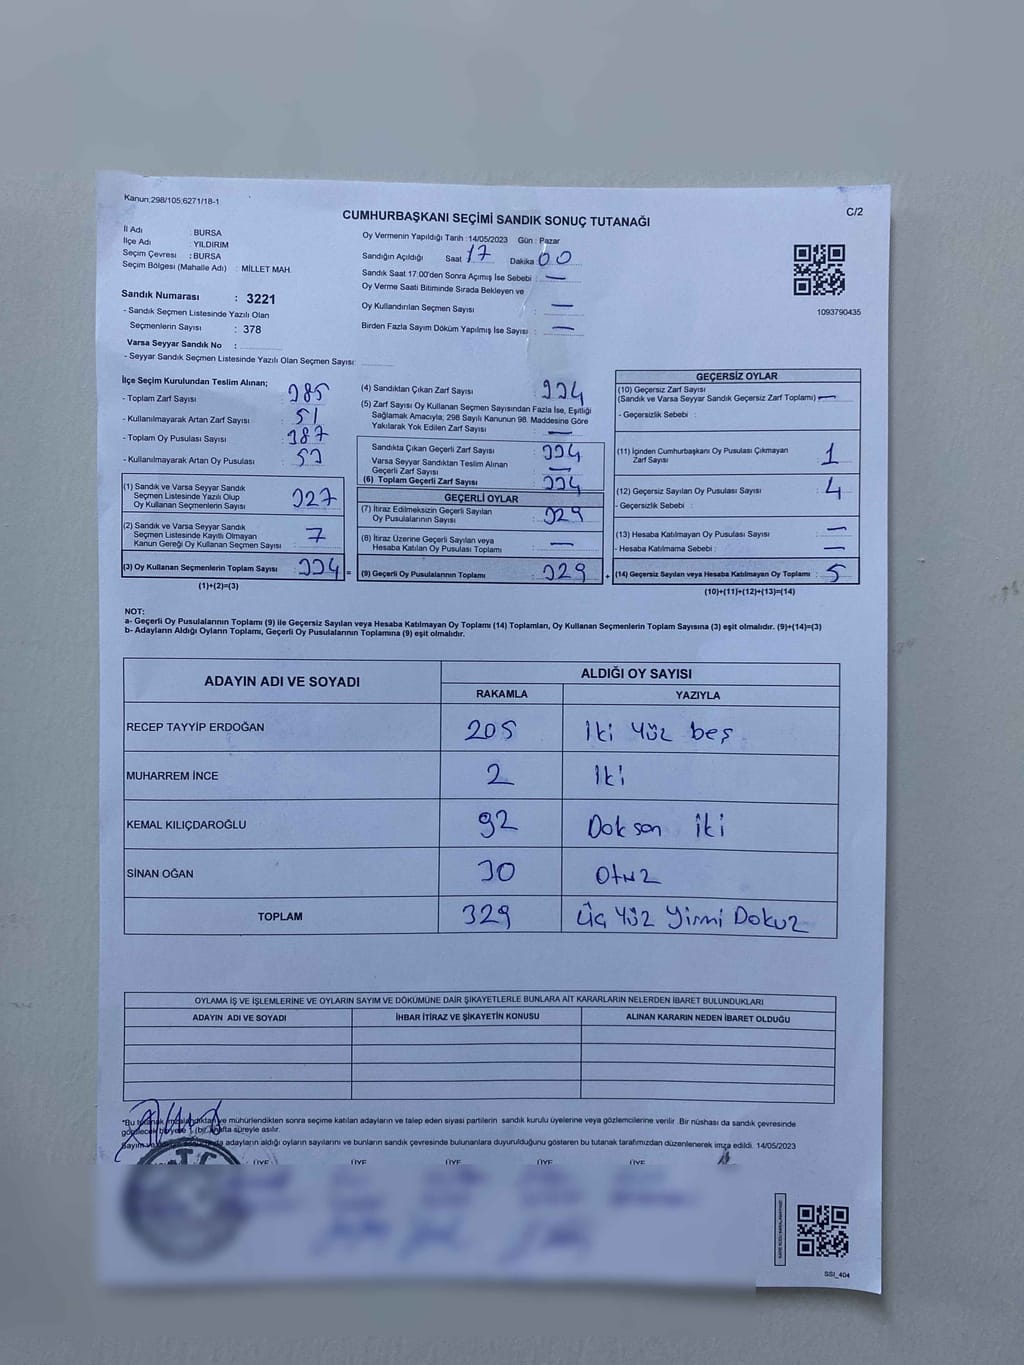 Kanun;298/105;6271/18-1
CUMHURBAŞKANI SEÇİMİ SANDIK SONUÇ TUTANAĞI
C/2
İl Adı : BURSA
İlçe Adı : YILDIRIM
Seçim Çevresi : BURSA
Seçim Bölgesi (Mahalle Adı) : MİLLET MAH.
Sandık Numarası : 3221
- Sandık Seçmen Listesinde Yazılı Olan
Seçmenlerin Sayısı : 378
Varsa Seyyar Sandık No :
- Seyyar Sandık Seçmen Listesinde Yazılı Olan Seçmen Sayısı:
Oy Vermenin Yapıldığı Tarih :14/05/2023 Gün : Pazar
Sandığın Açıldığı Saat 17 Dakika 00
Sandık Saat 17:00'den Sonra Açımış İse Sebebi : —
Oy Verme Saati Bitiminde Sırada Bekleyen ve
Oy Kullandırılan Seçmen Sayısı : —
Birden Fazla Sayım Döküm Yapılmış İse Sayısı : —
1093790435
İlçe Seçim Kurulundan Teslim Alınan;
- Toplam Zarf Sayısı : 385
- Kullanılmayarak Artan Zarf Sayısı : 51
- Toplam Oy Pusulası Sayısı : 387
- Kullanılmayarak Artan Oy Pusulası : 53
(1) Sandık ve Varsa Seyyar Sandık
Seçmen Listesinde Yazılı Olup
Oy Kullanan Seçmenlerin Sayısı : 327
(2) Sandık ve Varsa Seyyar Sandık
Seçmen Listesinde Kayıtlı Olmayan
Kanun Gereği Oy Kullanan Seçmen Sayısı : 7
(3) Oy Kullanan Seçmenlerin Toplam Sayısı : 334
(1)+(2)=(3)
(4) Sandıktan Çıkan Zarf Sayısı : 334
(5) Zarf Sayısı Oy Kullanan Seçmen Sayısından Fazla İse, Eşitliği
Sağlamak Amacıyla; 298 Sayılı Kanunun 98. Maddesine Göre
Yakılarak Yok Edilen Zarf Sayısı : —
Sandıkta Çıkan Geçerli Zarf Sayısı : 334
Varsa Seyyar Sandıktan Teslim Alınan
Geçerli Zarf Sayısı : —
(6) Toplam Geçerli Zarf Sayısı : 334
GEÇERLİ OYLAR
(7) İtiraz Edilmeksizin Geçerli Sayılan
Oy Pusulalarının Sayısı : 329
(8) İtiraz Üzerine Geçerli Sayılan veya
Hesaba Katılan Oy Pusulası Toplamı : —
= (9) Geçerli Oy Pusulalarının Toplamı : 329
GEÇERSİZ OYLAR
(10) Geçersiz Zarf Sayısı
(Sandık ve Varsa Seyyar Sandık Geçersiz Zarf Toplamı) : —
- Geçersizlik Sebebi :
(11) İçinden Cumhurbaşkanı Oy Pusulası Çıkmayan
Zarf Sayısı : 1
(12) Geçersiz Sayılan Oy Pusulası Sayısı : 4
- Geçersizlik Sebebi :
(13) Hesaba Katılmayan Oy Pusulası Sayısı : —
- Hesaba Katılmama Sebebi : —
+ (14) Geçersiz Sayılan veya Hesaba Katılmayan Oy Toplamı : 5
(10)+(11)+(12)+(13)=(14)
NOT:
a- Geçerli Oy Pusulalarının Toplamı (9) ile Geçersiz Sayılan veya Hesaba Katılmayan Oy Toplamı (14) Toplamları, Oy Kullanan Seçmenlerin Toplam Sayısına (3) eşit olmalıdır. (9)+(14)=(3)
b- Adayların Aldığı Oyların Toplamı, Geçerli Oy Pusulalarının Toplamına (9) eşit olmalıdır.
ADAYIN ADI VE SOYADI ALDIĞI OY SAYISI
RAKAMLA YAZIYLA
RECEP TAYYİP ERDOĞAN 205 iki yüz beş
MUHARREM İNCE 2 iki
KEMAL KILIÇDAROĞLU 92 Doksan iki
SİNAN OĞAN 30 Otuz
TOPLAM 329 Üç yüz yirmi Dokuz
OYLAMA İŞ VE İŞLEMLERİNE VE OYLARIN SAYIM VE DÖKÜMÜNE DAİR ŞİKAYETLERLE BUNLARA AİT KARARLARIN NELERDEN İBARET BULUNDUKLARI
ADAYIN ADI VE SOYADI İHBAR İTİRAZ VE ŞİKAYETİN KONUSU ALINAN KARARIN NEDEN İBARET OLDUĞU
ve mühürlendikten sonra seçime katılan adayların ve talep eden siyasi partilerin sandık kurulu üyelerine veya gözlemcilerine verilir. Bir nüshası da sandık çevresinde
süreyle asılır.
adayların aldığı oyların sayılarını ve bunların sandık çevresinde bulunanlara duyurulduğunu gösteren bu tutanak tarafımızdan düzenlenerek imza edildi. 14/05/2023
ÜYE ÜYE ÜYE ÜYE ÜYE
SSI_404